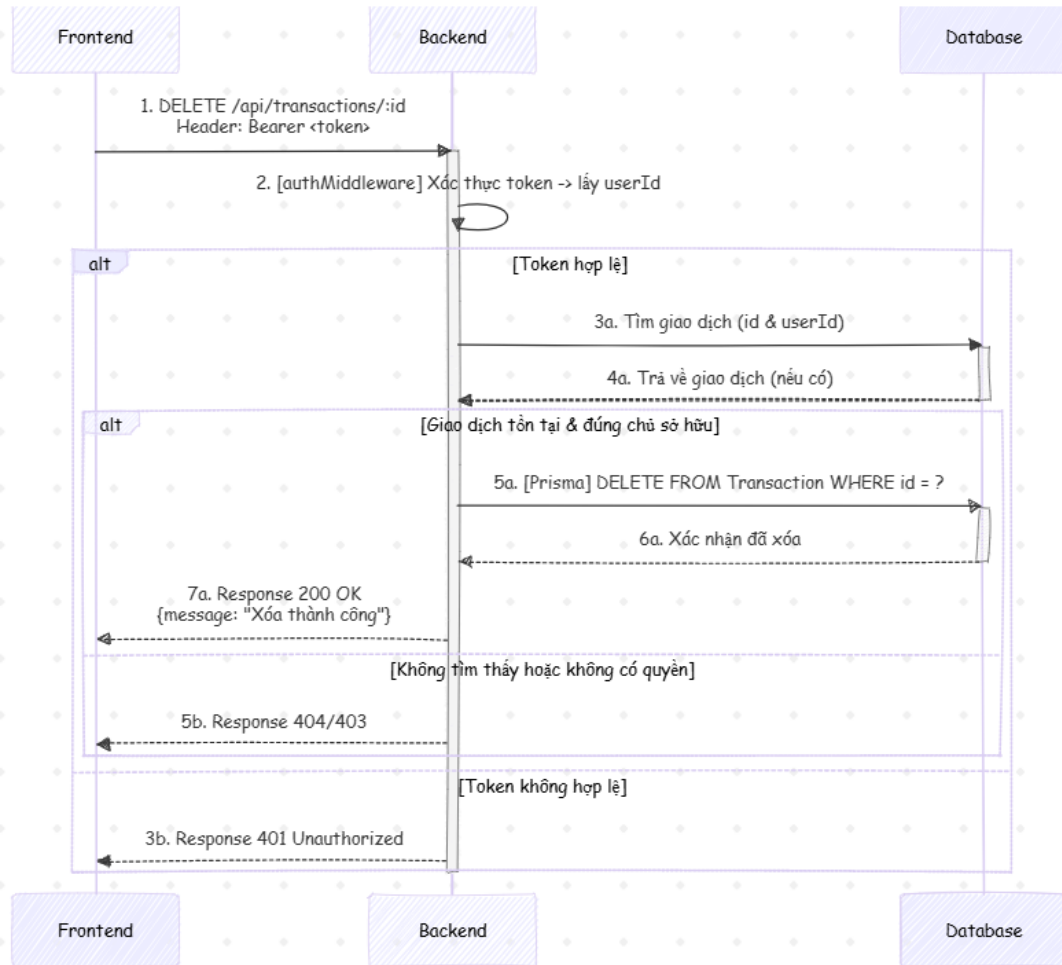 Frontend
Backend
Database
1. DELETE /api/transactions/:id
Header: Bearer <token>
2. [authMiddleware] Xác thực token -> lấy userId
alt
[Token hợp lệ]
3a. Tìm giao dịch (id & userId)
4a. Trả về giao dịch (nếu có)
alt
[Giao dịch tồn tại & đúng chủ sở hữu]
5a. [Prisma] DELETE FROM Transaction WHERE id = ?
6a. Xác nhận đã xóa
7a. Response 200 OK
{message: "Xóa thành công"}
[Không tìm thấy hoặc không có quyền]
5b. Response 404/403
[Token không hợp lệ]
3b. Response 401 Unauthorized
Frontend
Backend
Database